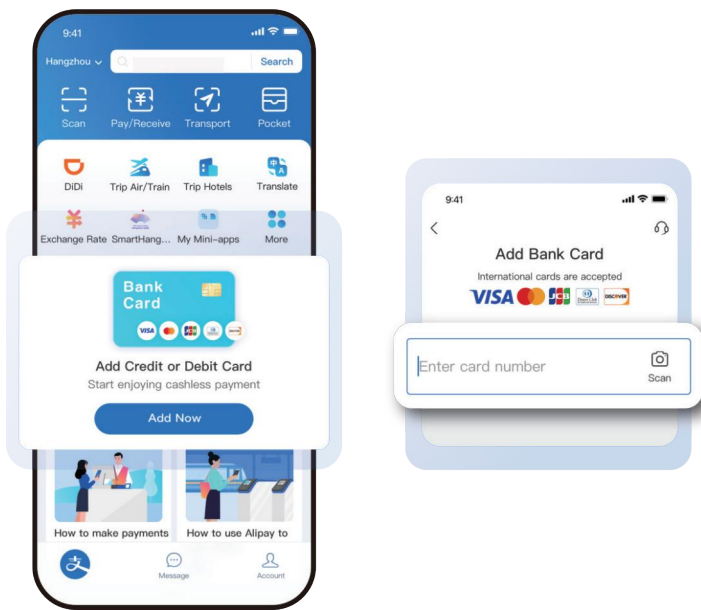 9:41
Hangzhou
Search
Scan
Pay/Receive
Transport
Pocket
DiDi
Trip Air/Train
Trip Hotels
Translate
Exchange Rate
SmartHang...
My Mini-apps
More
Bank
Card
VISA
JCB
Add Credit or Debit Card
Start enjoying cashless payment
Add Now
How to make payments
How to use Alipay to
支
Message
Account
9:41
Add Bank Card
International cards are accepted
VISA
JCB
Diners Club
DISCOVER
Enter card number
Scan